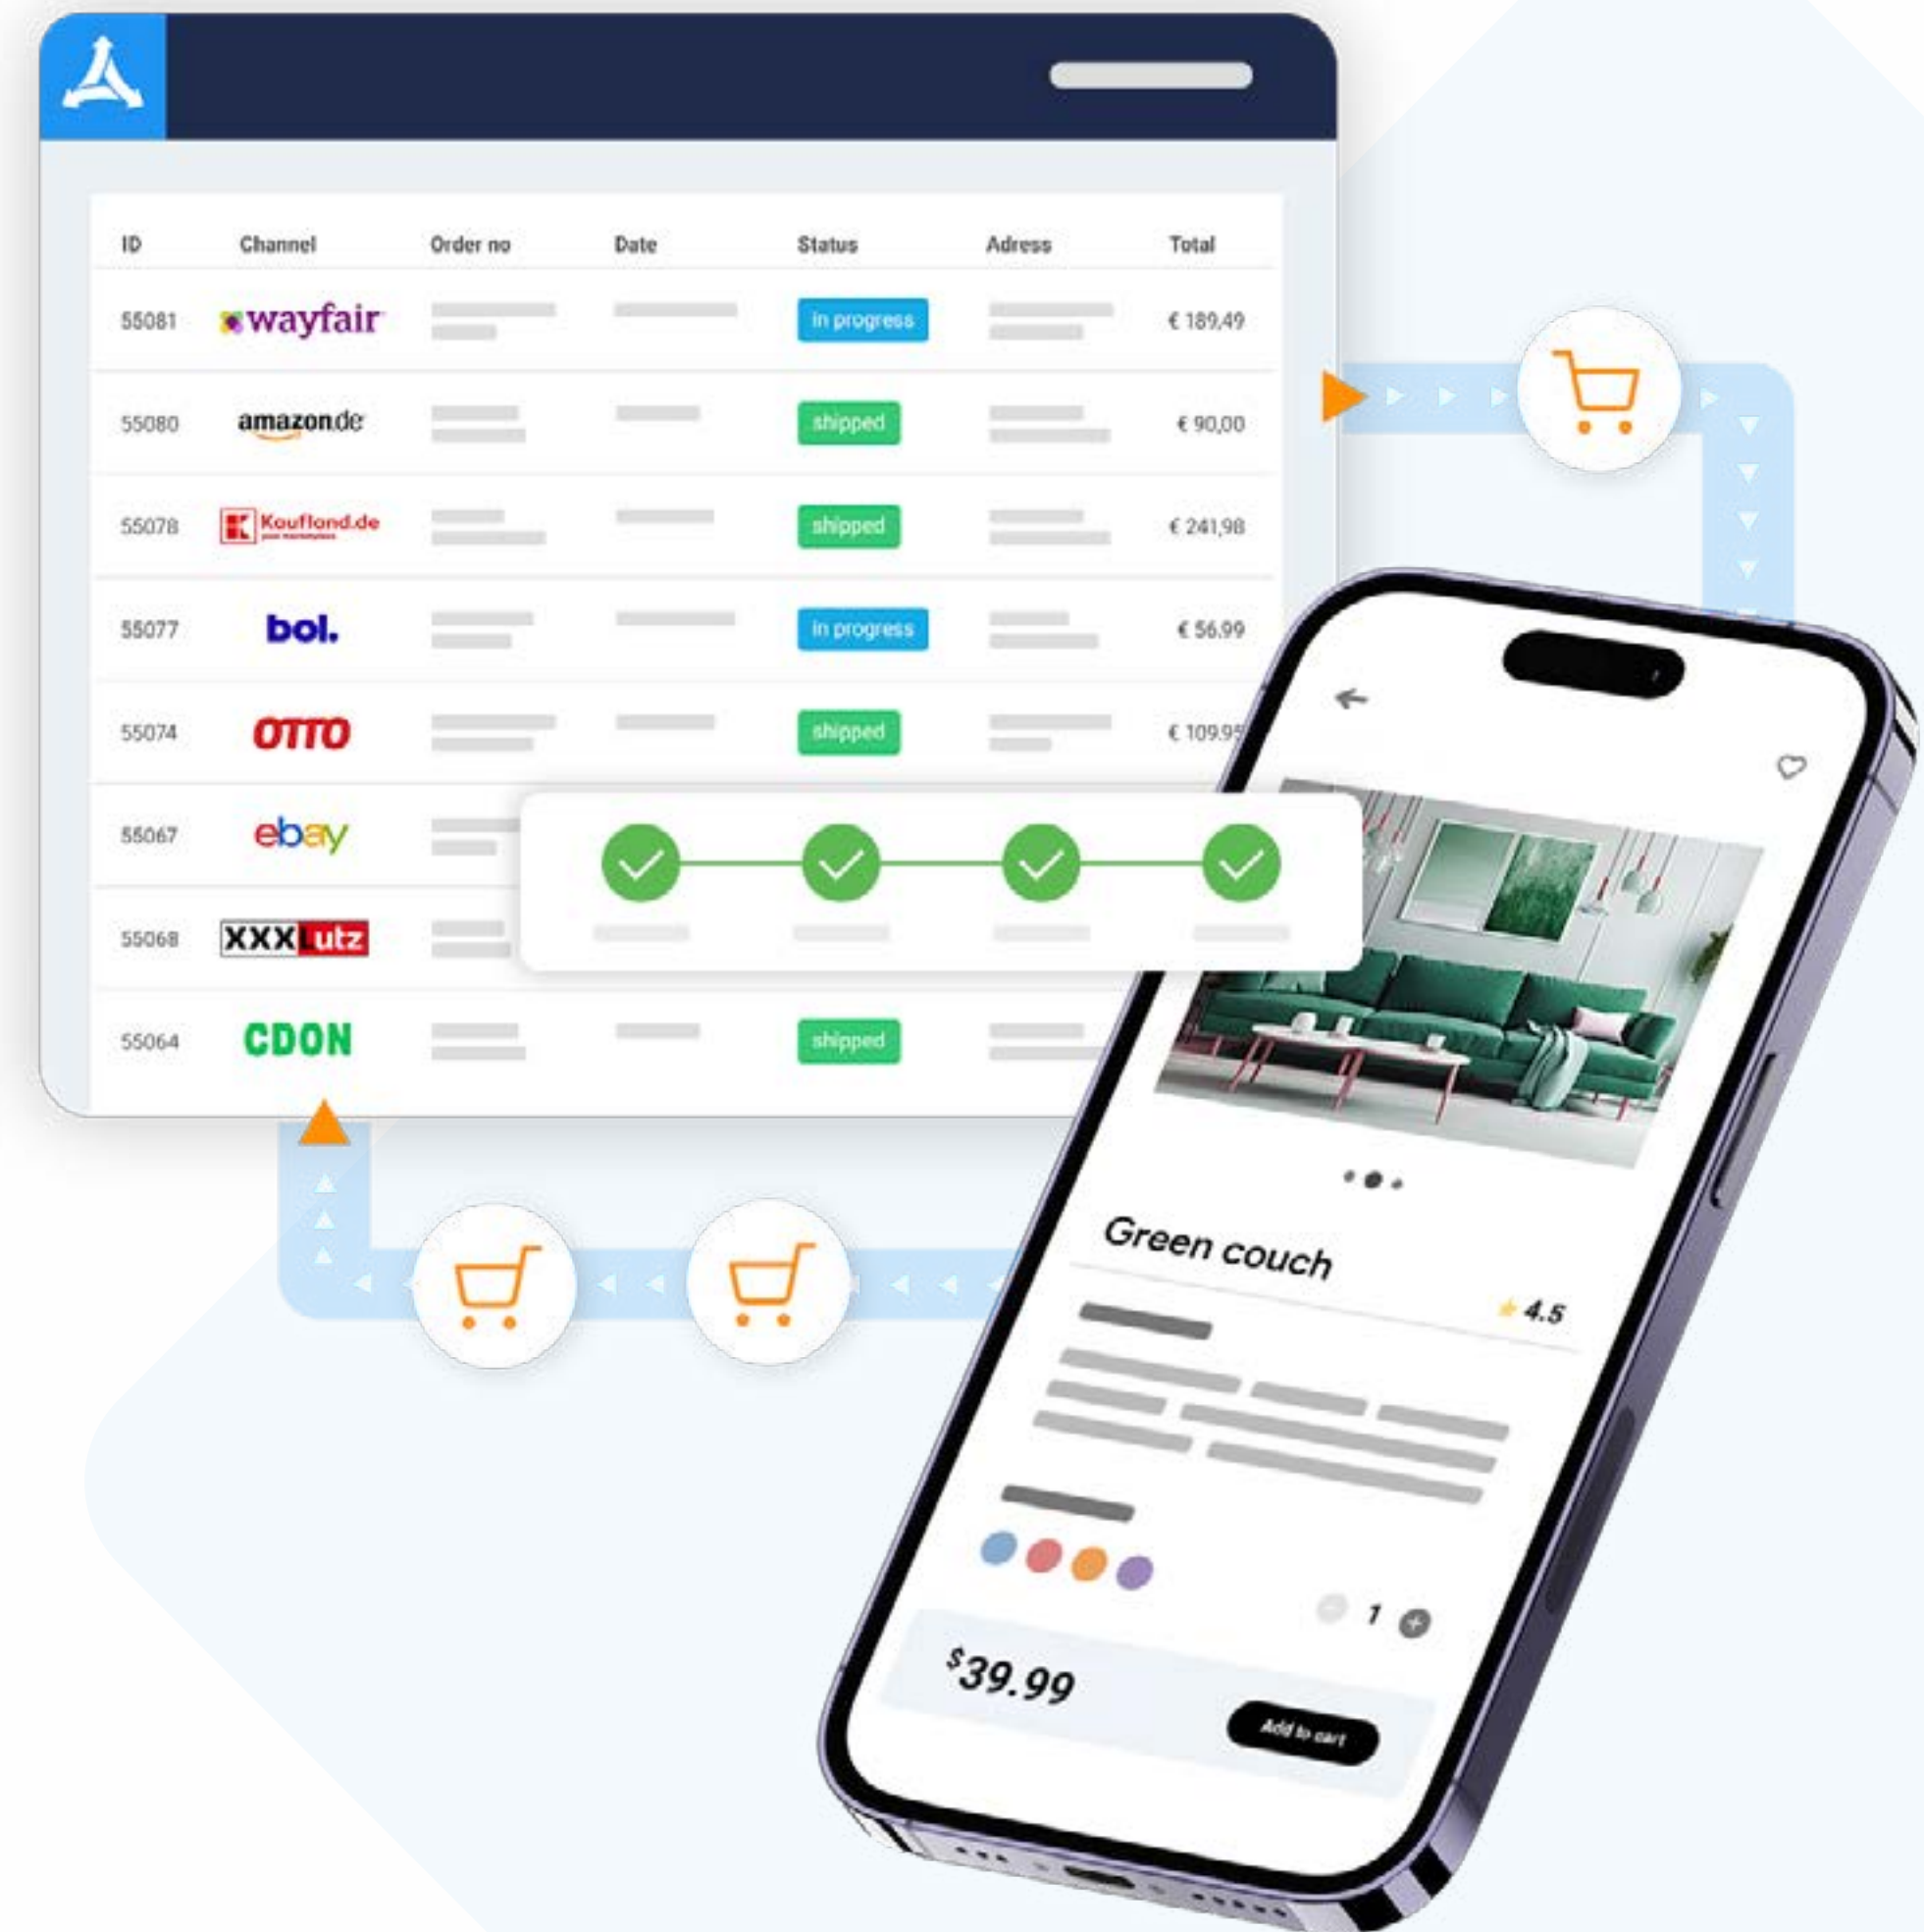 ID Channel Order no Date Status Adress Total
55081 wayfair in progress € 189,49
55080 amazon.de shipped € 90,00
55078 Kaufland.de shipped € 241,98
55077 bol. in progress € 56.99
55074 OTTO shipped
55067 ebay
55068 XXXLutz
55064 CDON shipped
Green couch
4.5
1
$39.99
Add to cart